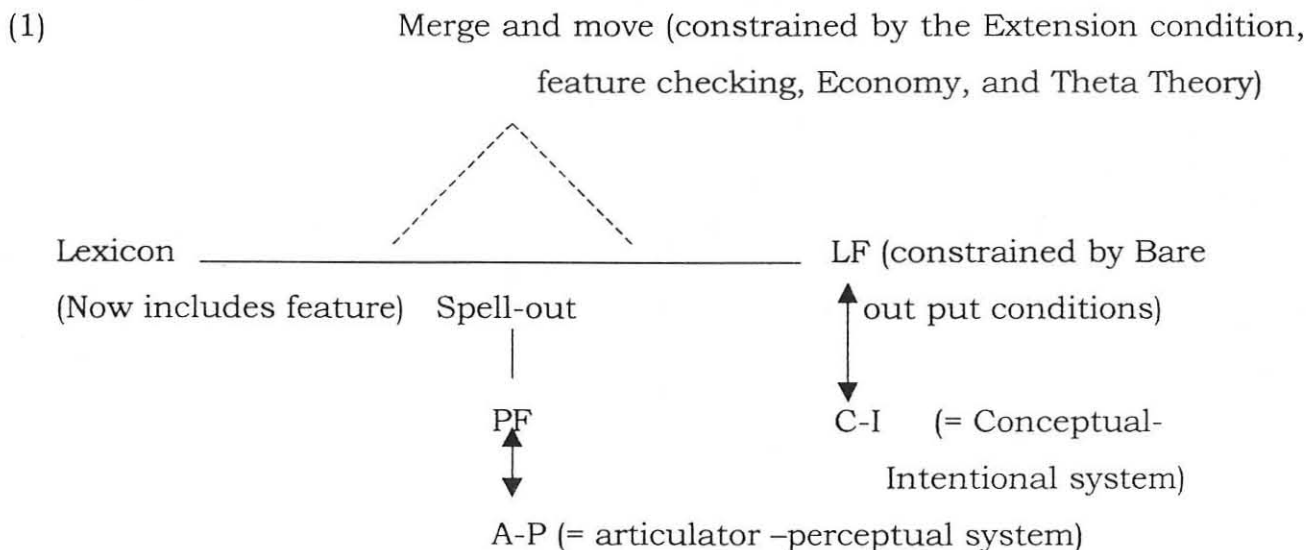 (1) Merge and move (constrained by the Extension condition,
feature checking, Economy, and Theta Theory)
Lexicon LF (constrained by Bare
(Now includes feature) Spell-out out put conditions)
PF C-I (= Conceptual-
Intentional system)
A-P (= articulator –perceptual system)